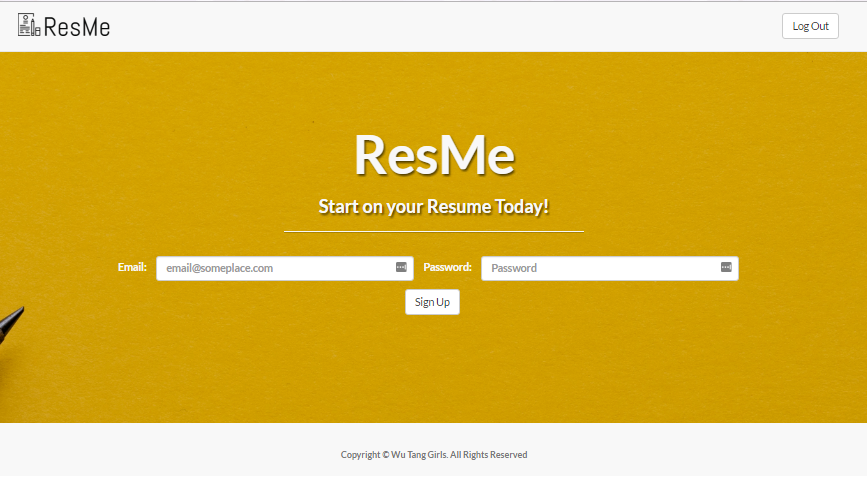 ResMe
Log Out
ResMe
Start on your Resume Today!
Email: email@someplace.com Password: Password
Sign Up
Copyright © Wu Tang Girls. All Rights Reserved